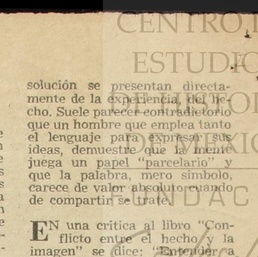 CENTRO
ESTUDIO
solución se presentan directa-
mente de la experiencia, del he-
cho. Suele parecer contradictorio
que un hombre que emplea tanto
el lenguaje para expresar sus
ideas, demuestre que la ment
juega un papel "parcelario" y
que la palabra, mero símbolo,
carece de valor absoluto cuando
de compartir se trate.
FUNDAC
EN una crítica al libro "Con-
flicto entre el hecho y la
imagen" se dice: "Entender a